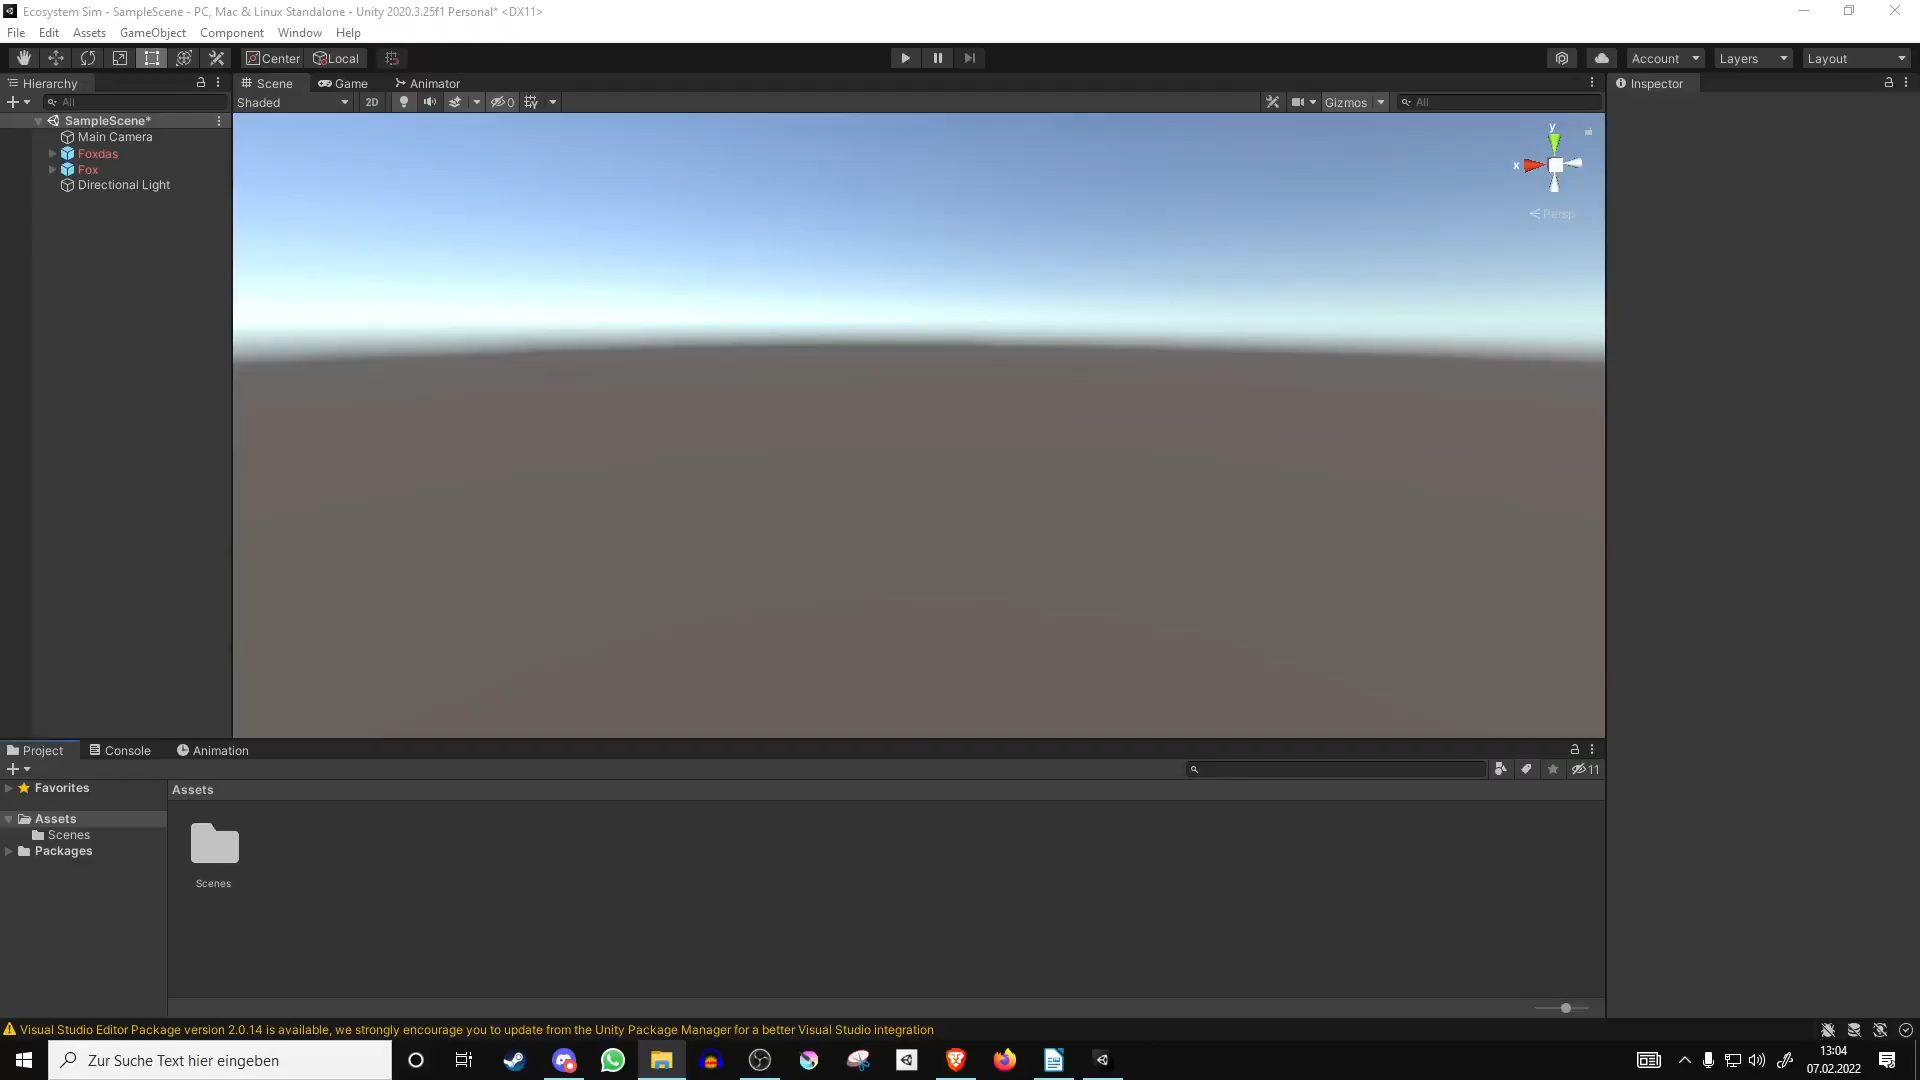 Ecosystem Sim - SampleScene - PC, Mac & Linux Standalone - Unity 2020.3.25f1 Personal* <DX11>
File Edit Assets GameObject Component Window Help
Center Local Account Layers Layout
Hierarchy Scene Game Animator Inspector
All Shaded 2D 0 Gizmos All
SampleScene*
Main Camera
Foxdas
Fox
Directional Light
y
x
Persp
Project Console Animation
11
Favorites
Assets
Assets
Scenes
Packages
Scenes
Visual Studio Editor Package version 2.0.14 is available, we strongly encourage you to update from the Unity Package Manager for a better Visual Studio integration
Zur Suche Text hier eingeben
13:04
07.02.2022